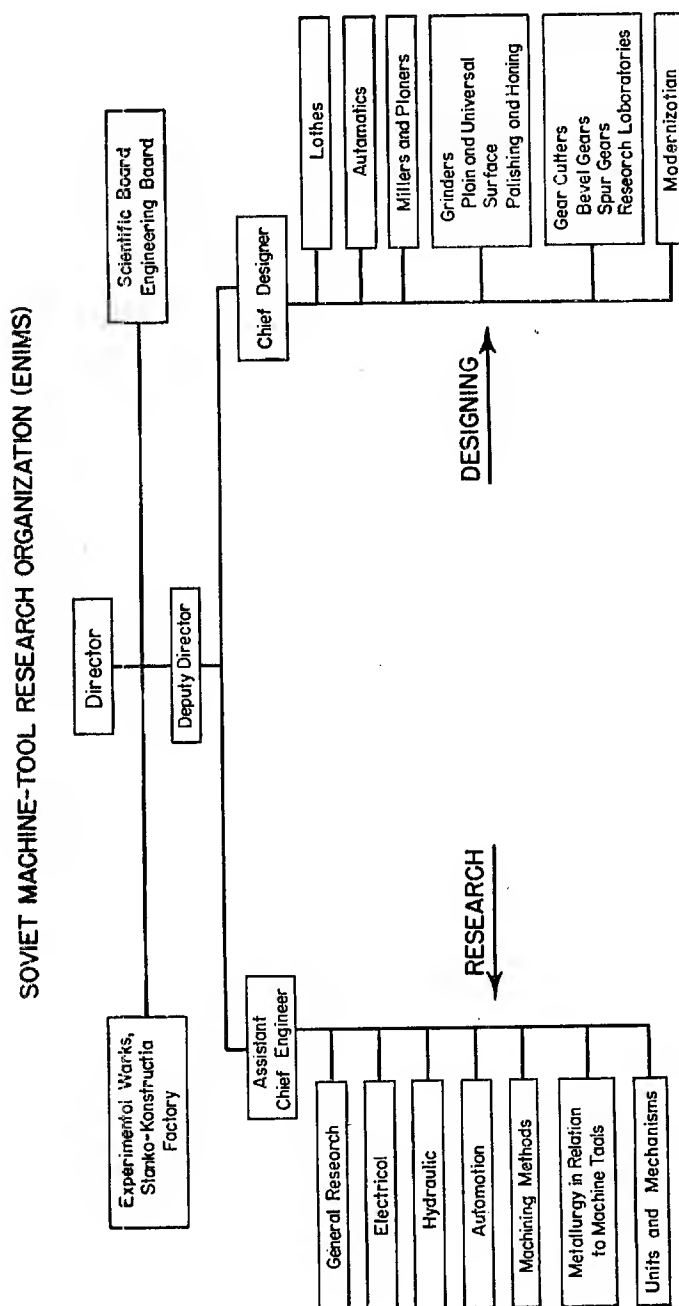 SOVIET MACHINE-TOOL RESEARCH ORGANIZATION (ENIMS)
Director
Experimental Works,
Stanko-Konstructia
Factory
Scientific Board
Engineering Board
Deputy Director
Assistant
Chief Engineer
Chief Designer
General Research
Electrical
Hydraulic
Automation
Machining Methods
Metallurgy in Relation
to Machine Tools
Units and Mechanisms
RESEARCH
DESIGNING
Lathes
Automatics
Millers and Planers
Grinders
Plain and Universal
Surface
Polishing and Honing
Gear Cutters
Bevel Gears
Spur Gears
Research Laboratories
Modernization